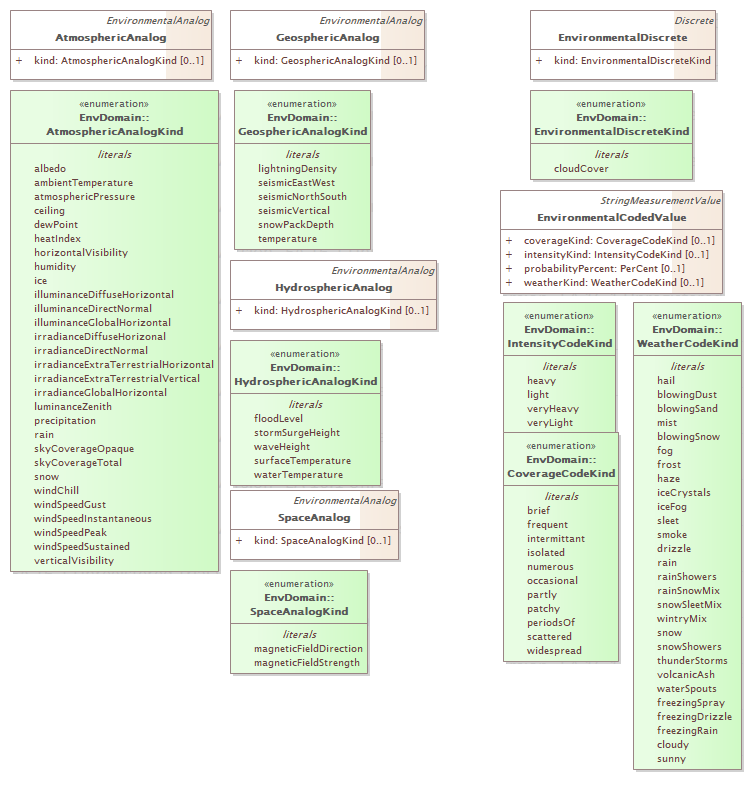 EnvironmentalAnalog
AtmosphericAnalog
+ kind: AtmosphericAnalogKind [0..1]
«enumeration»
EnvDomain::
AtmosphericAnalogKind
literals
albedo
ambientTemperature
atmosphericPressure
ceiling
dewPoint
heatIndex
horizontalVisibility
humidity
ice
illuminanceDiffuseHorizontal
illuminanceDirectNormal
illuminanceGlobalHorizontal
irradianceDiffuseHorizonal
irradianceDirectNormal
irradianceExtraTerrestrialHorizontal
irradianceExtraTerrestrialVertical
irradianceGlobalHorizontal
luminanceZenith
precipitation
rain
skyCoverageOpaque
skyCoverageTotal
snow
windChill
windSpeedGust
windSpeedInstantaneous
windSpeedPeak
windSpeedSustained
verticalVisibility
EnvironmentalAnalog
GeosphericAnalog
+ kind: GeosphericAnalogKind [0..1]
«enumeration»
EnvDomain::
GeosphericAnalogKind
literals
lightningDensity
seismicEastWest
seismicNorthSouth
seismicVertical
snowPackDepth
temperature
EnvironmentalAnalog
HydrosphericAnalog
+ kind: HydrosphericAnalogKind [0..1]
«enumeration»
EnvDomain::
HydrosphericAnalogKind
literals
floodLevel
stormSurgeHeight
waveHeight
surfaceTemperature
waterTemperature
EnvironmentalAnalog
SpaceAnalog
+ kind: SpaceAnalogKind [0..1]
«enumeration»
EnvDomain::
SpaceAnalogKind
literals
magneticFieldDirection
magneticFieldStrength
Discrete
EnvironmentalDiscrete
+ kind: EnvironmentalDiscreteKind
«enumeration»
EnvDomain::
EnvironmentalDiscreteKind
literals
cloudCover
StringMeasurementValue
EnvironmentalCodedValue
+ coverageKind: CoverageCodeKind [0..1]
+ intensityKind: IntensityCodeKind [0..1]
+ probabilityPercent: PerCent [0..1]
+ weatherKind: WeatherCodeKind [0..1]
«enumeration»
EnvDomain::
IntensityCodeKind
literals
heavy
light
veryHeavy
veryLight
«enumeration»
EnvDomain::
CoverageCodeKind
literals
brief
frequent
intermittant
isolated
numerous
occasional
partly
patchy
periodsOf
scattered
widespread
«enumeration»
EnvDomain::
WeatherCodeKind
literals
hail
blowingDust
blowingSand
mist
blowingSnow
fog
frost
haze
iceCrystals
iceFog
sleet
smoke
drizzle
rain
rainShowers
rainSnowMix
snowSleetMix
wintryMix
snow
snowShowers
thunderStorms
volcanicAsh
waterSpouts
freezingSpray
freezingDrizzle
freezingRain
cloudy
sunny